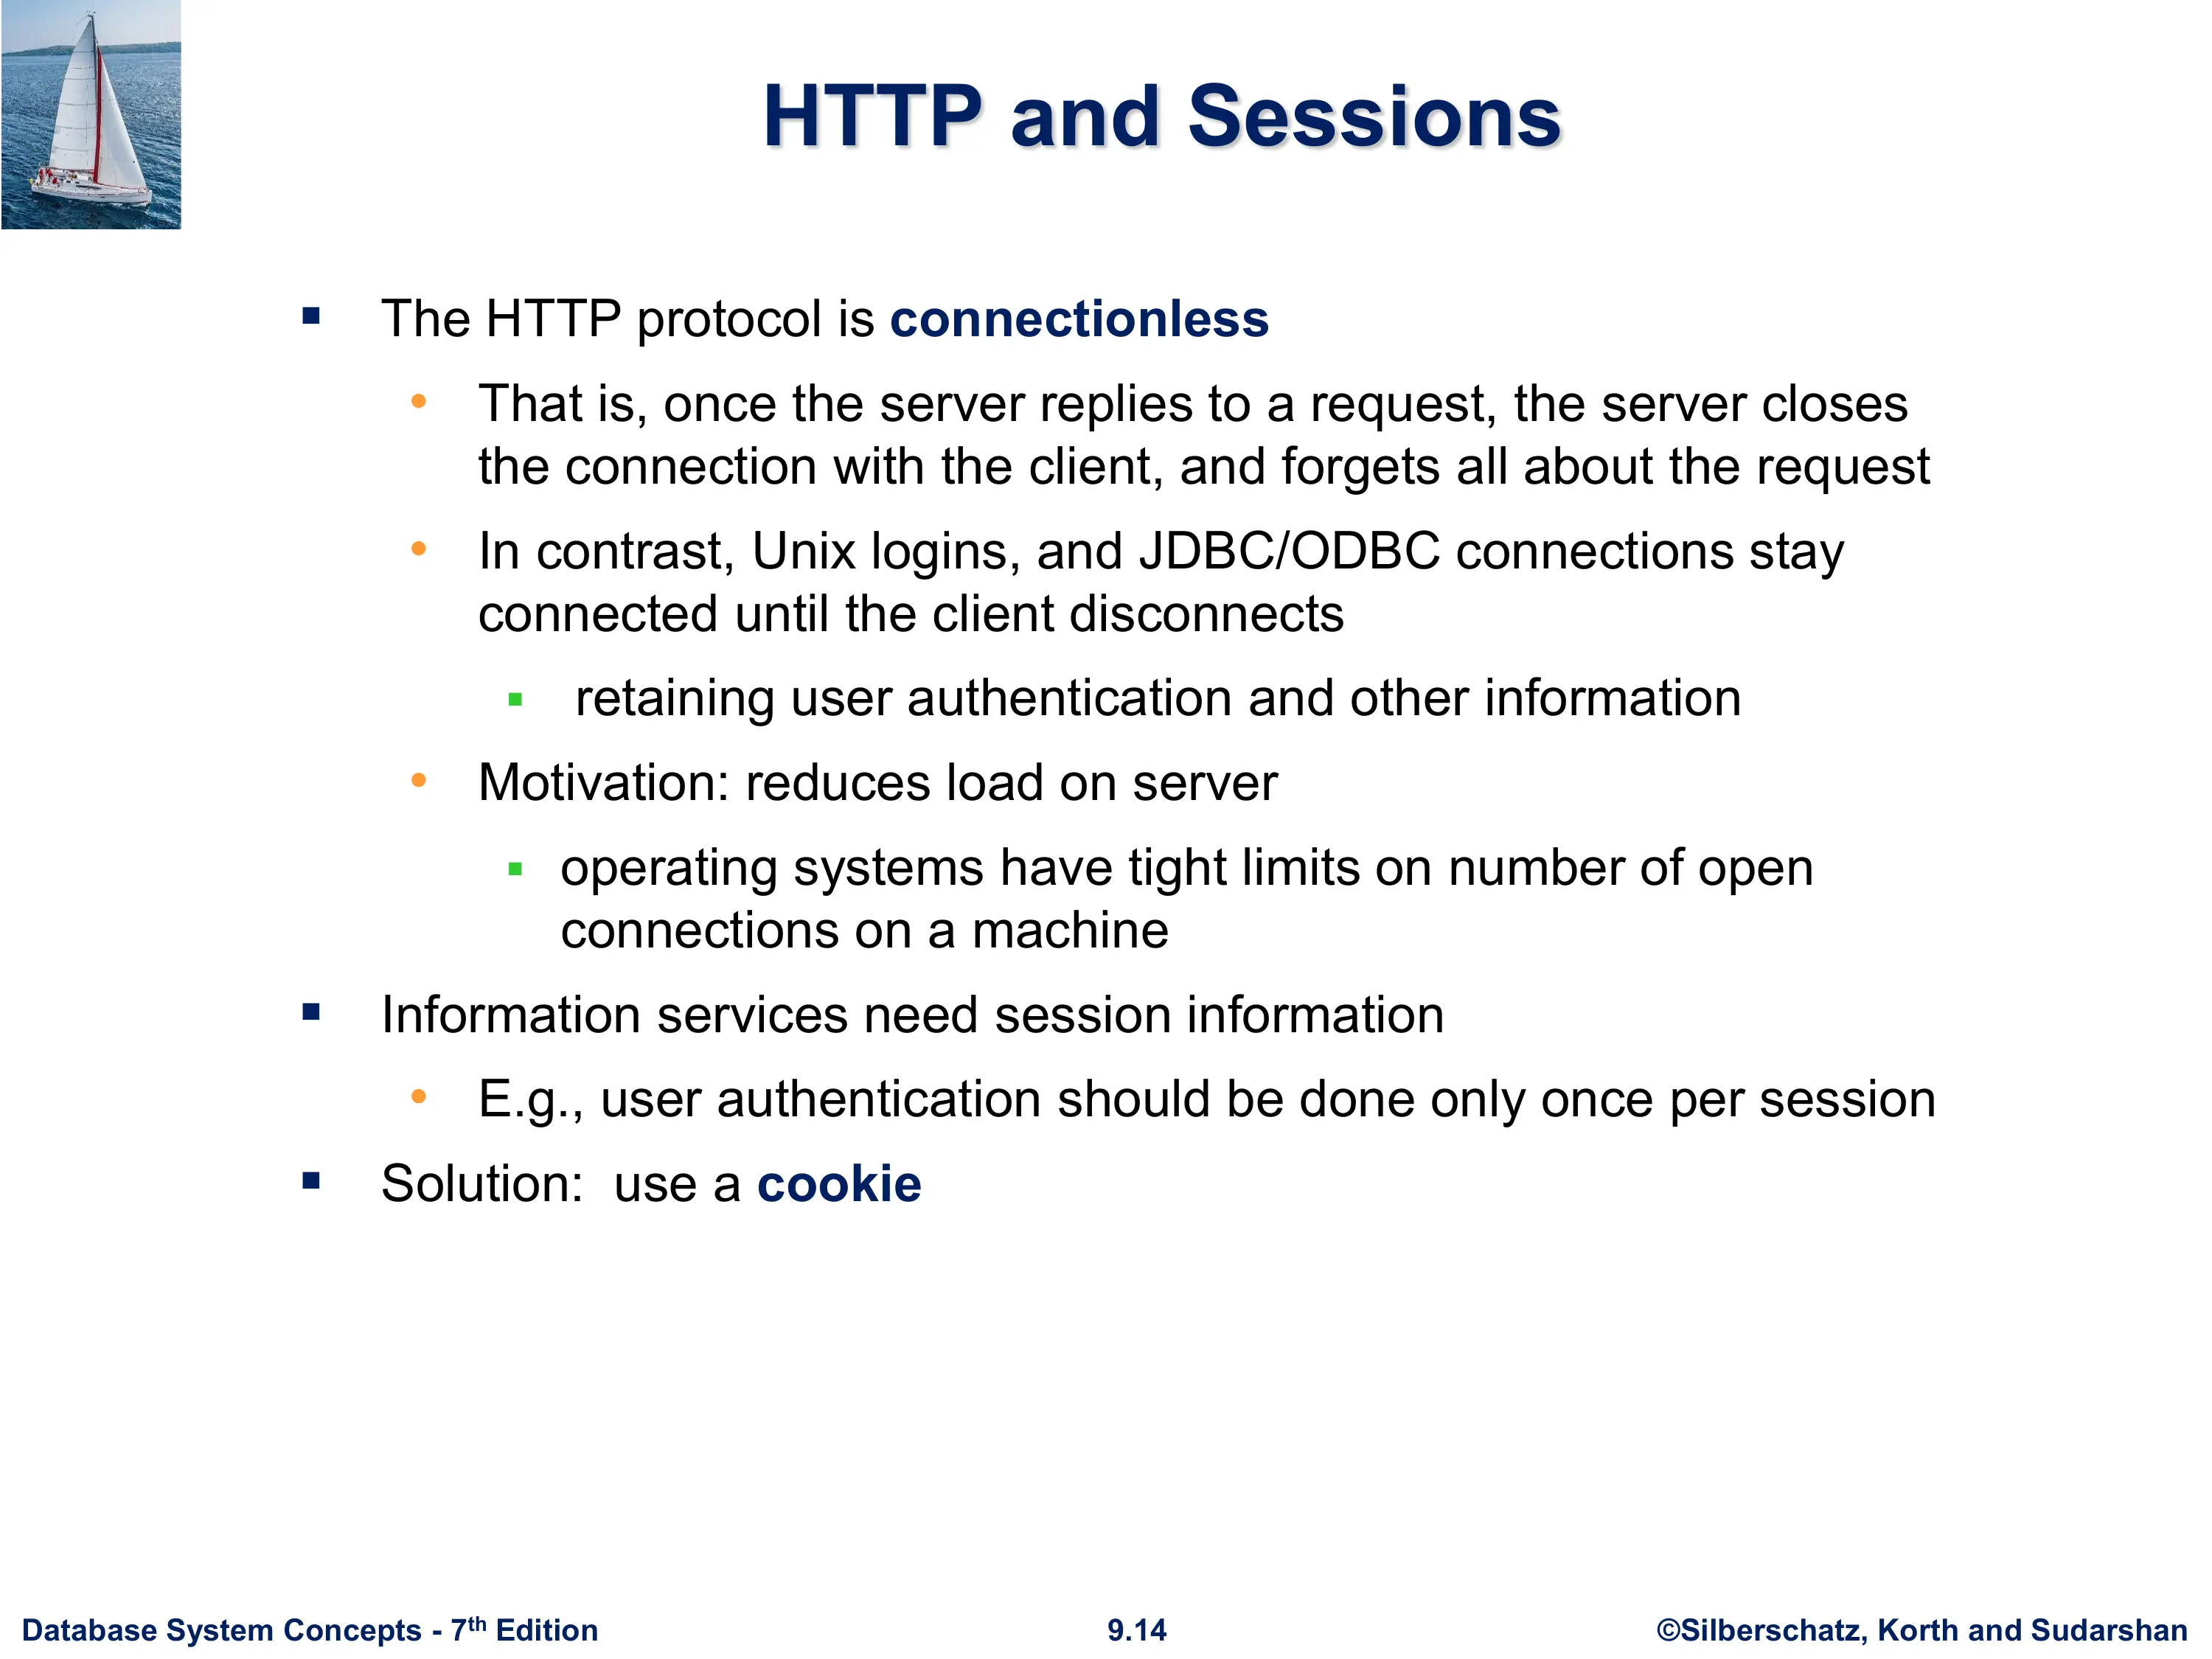 HTTP and Sessions
▪ The HTTP protocol is connectionless
• That is, once the server replies to a request, the server closes
the connection with the client, and forgets all about the request
• In contrast, Unix logins, and JDBC/ODBC connections stay
connected until the client disconnects
▪ retaining user authentication and other information
• Motivation: reduces load on server
▪ operating systems have tight limits on number of open
connections on a machine
▪ Information services need session information
• E.g., user authentication should be done only once per session
▪ Solution:  use a cookie
Database System Concepts - 7th Edition
9.14
©Silberschatz, Korth and Sudarshan